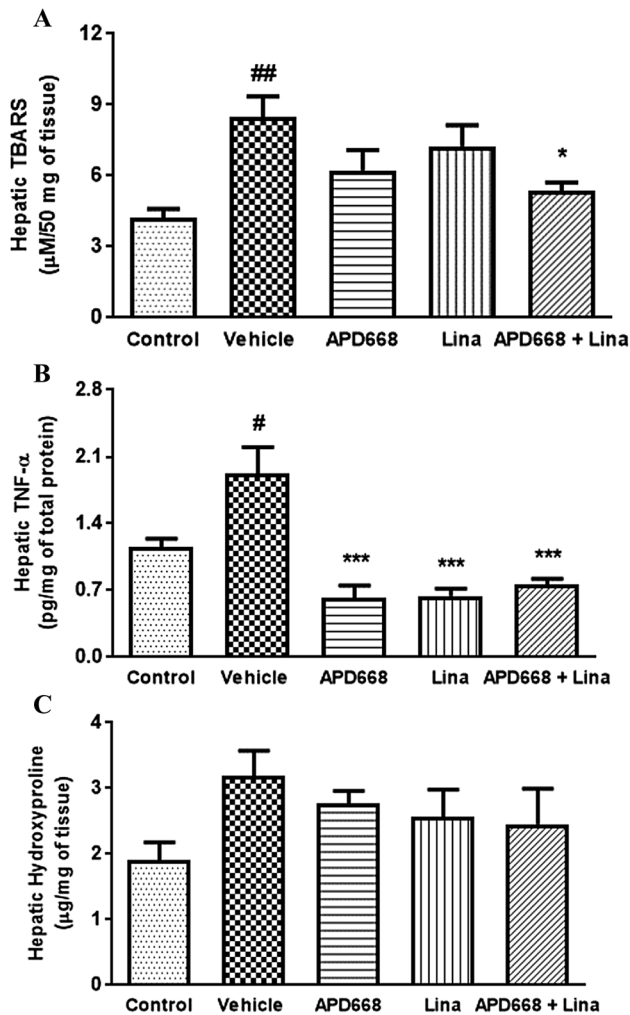 A
Hepatic TBARS
(μM/50 mg of tissue)
12
9
6
3
0
##
*
Control Vehicle APD668 Lina APD668 + Lina
B
Hepatic TNF-α
(pg/mg of total protein)
2.8
2.1
1.4
0.7
0.0
#
*** *** ***
Control Vehicle APD668 Lina APD668 + Lina
C
Hepatic Hydroxyproline
(μg/mg of tissue)
4
3
2
1
0
Control Vehicle APD668 Lina APD668 + Lina